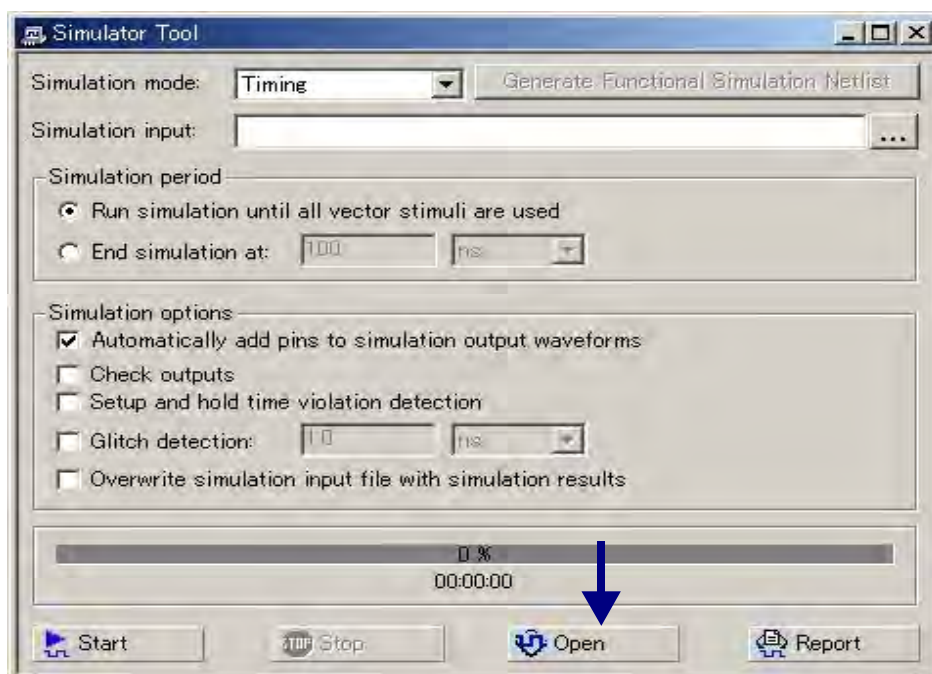 Simulator Tool
Simulation mode: Timing Generate Functional Simulation Netlist
Simulation input: ...
Simulation period
Run simulation until all vector stimuli are used
End simulation at: 100 ns
Simulation options
Automatically add pins to simulation output waveforms
Check outputs
Setup and hold time violation detection
Glitch detection: 1.0 ns
Overwrite simulation input file with simulation results
0 %
00:00:00
Start STOP Stop Open Report